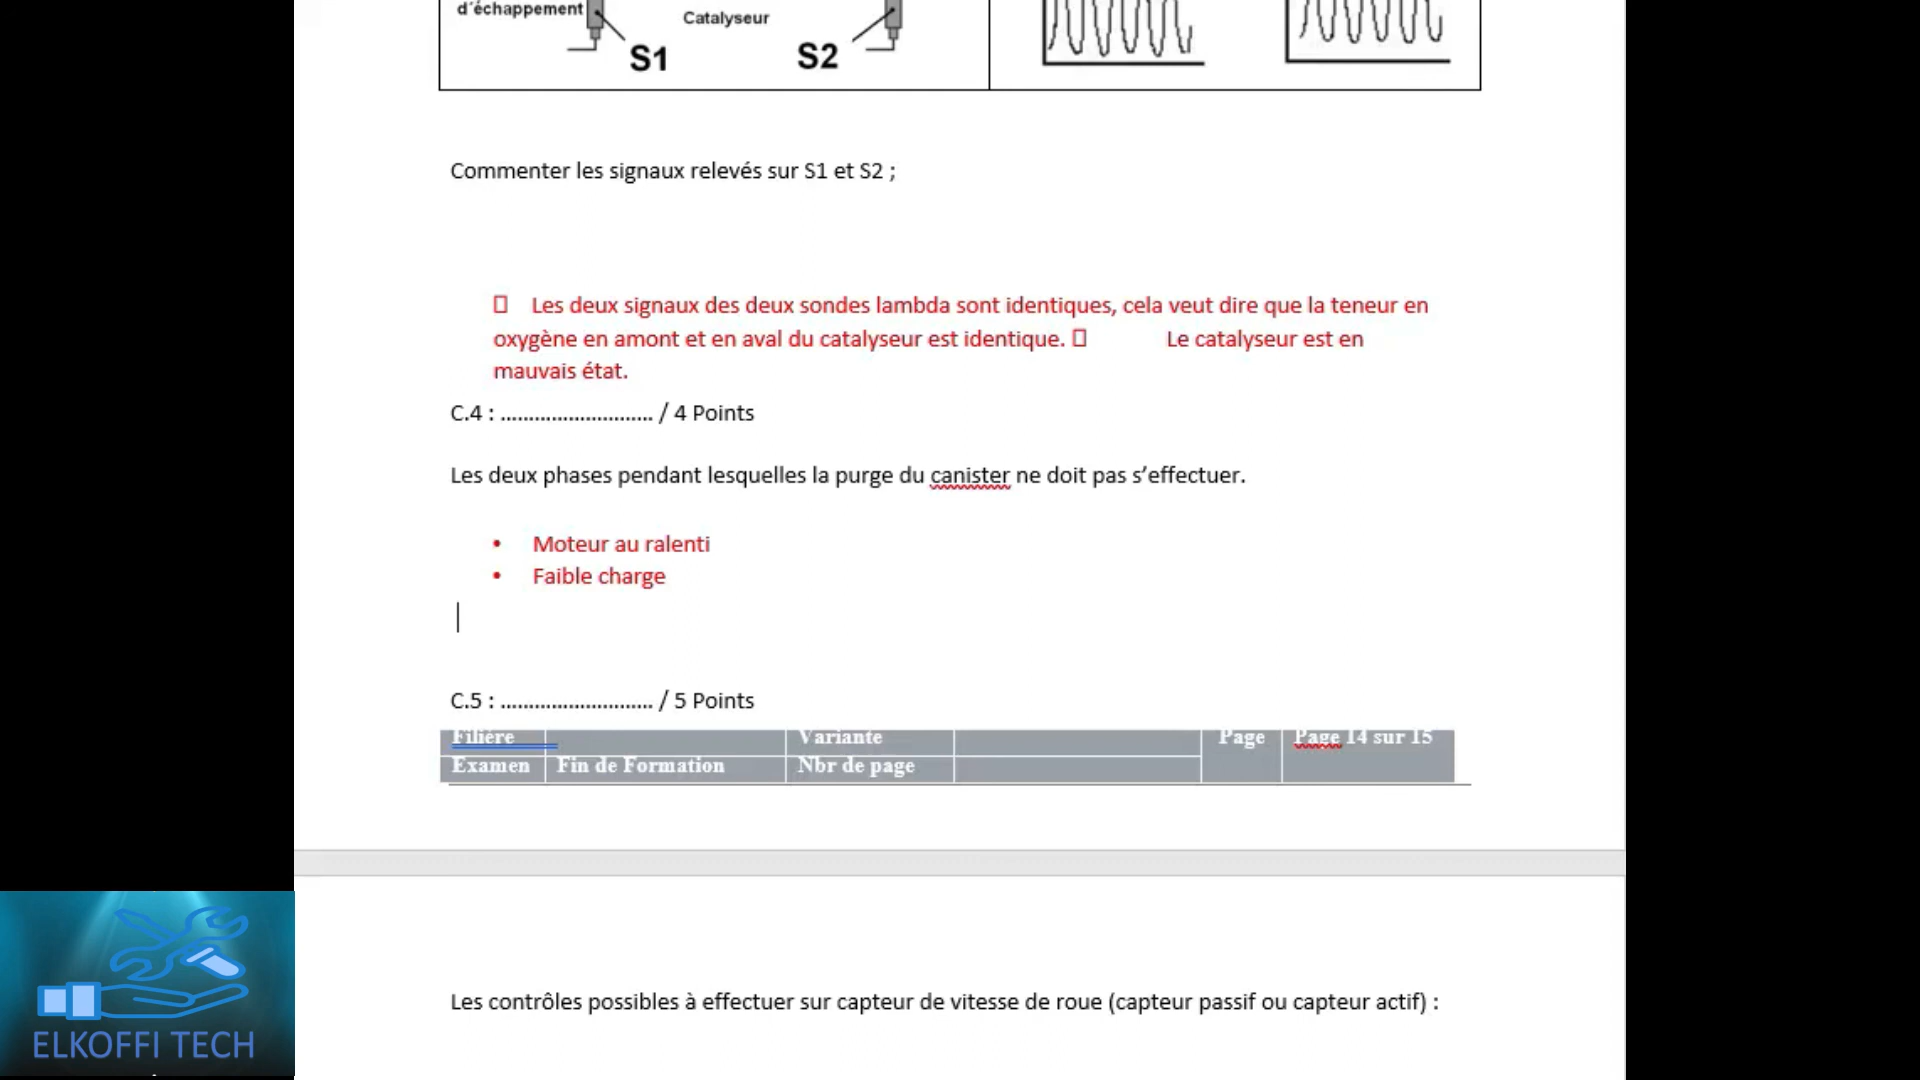 d´échappement
Catalyseur
S1
S2
Commenter les signaux relevés sur S1 et S2 ;
Les deux signaux des deux sondes lambda sont identiques, cela veut dire que la teneur en
oxygène en amont et en aval du catalyseur est identique. Le catalyseur est en
mauvais état.
C.4 : ........................... / 4 Points
Les deux phases pendant lesquelles la purge du canister ne doit pas s’effectuer.
• Moteur au ralenti
• Faible charge
C.5 : ........................... / 5 Points
Filière Variante Page Page 14 sur 15
Examen Fin de Formation Nbr de page
Les contrôles possibles à effectuer sur capteur de vitesse de roue (capteur passif ou capteur actif) :
ELKOFFI TECH